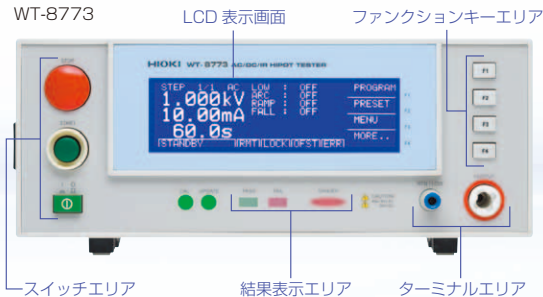 WT-8773
LCD 表示画面
ファンクションキーエリア
HIOKI WT-8773 AC/DC/IR HIPOT TESTER
STOP
START
STEP 1/1 AC LOW : OFF
1.000kV ARC : OFF
10.00mA RAMP : OFF
60.0s FALL : OFF
STANDBY RMT LOCK OFST ERR
PROGRAM
PRESET
MENU
MORE..
F1
F2
F3
F4
スイッチエリア
結果表示エリア
ターミナルエリア